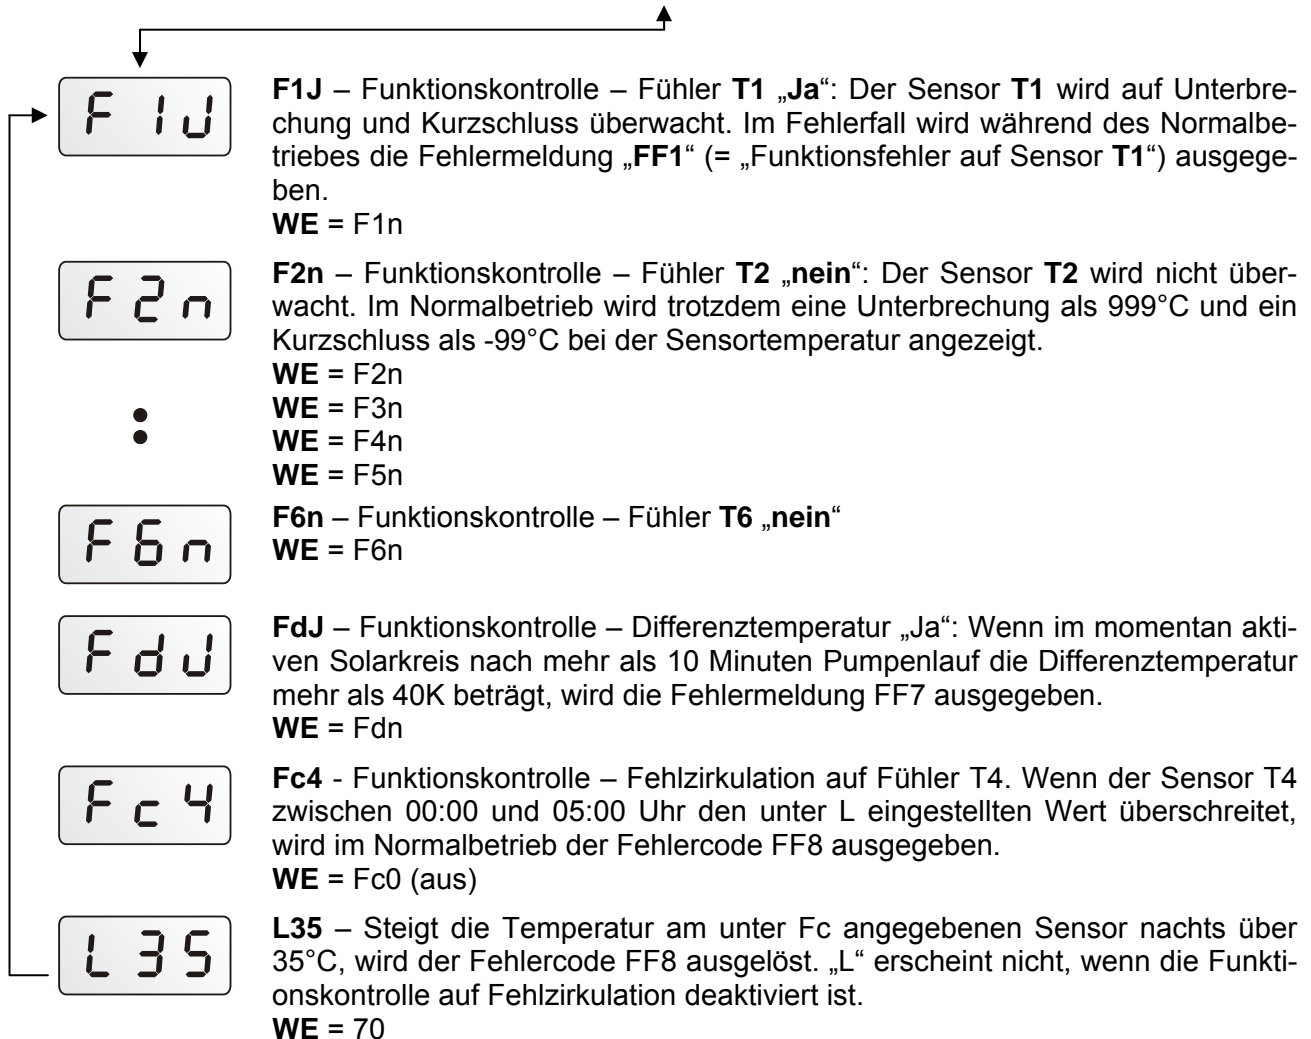 F1J
F1J – Funktionskontrolle – Fühler T1 „Ja“: Der Sensor T1 wird auf Unterbre-
chung und Kurzschluss überwacht. Im Fehlerfall wird während des Normalbe-
triebes die Fehlermeldung „FF1“ (= „Funktionsfehler auf Sensor T1“) ausgege-
ben.
WE = F1n
F2n
F2n – Funktionskontrolle – Fühler T2 „nein“: Der Sensor T2 wird nicht über-
wacht. Im Normalbetrieb wird trotzdem eine Unterbrechung als 999°C und ein
Kurzschluss als -99°C bei der Sensortemperatur angezeigt.
WE = F2n
WE = F3n
WE = F4n
WE = F5n
F6n
F6n – Funktionskontrolle – Fühler T6 „nein“
WE = F6n
FdJ
FdJ – Funktionskontrolle – Differenztemperatur „Ja“: Wenn im momentan akti-
ven Solarkreis nach mehr als 10 Minuten Pumpenlauf die Differenztemperatur
mehr als 40K beträgt, wird die Fehlermeldung FF7 ausgegeben.
WE = Fdn
Fc4
Fc4 - Funktionskontrolle – Fehlzirkulation auf Fühler T4. Wenn der Sensor T4
zwischen 00:00 und 05:00 Uhr den unter L eingestellten Wert überschreitet,
wird im Normalbetrieb der Fehlercode FF8 ausgegeben.
WE = Fc0 (aus)
L35
L35 – Steigt die Temperatur am unter Fc angegebenen Sensor nachts über
35°C, wird der Fehlercode FF8 ausgelöst. „L“ erscheint nicht, wenn die Funkti-
onskontrolle auf Fehlzirkulation deaktiviert ist.
WE = 70